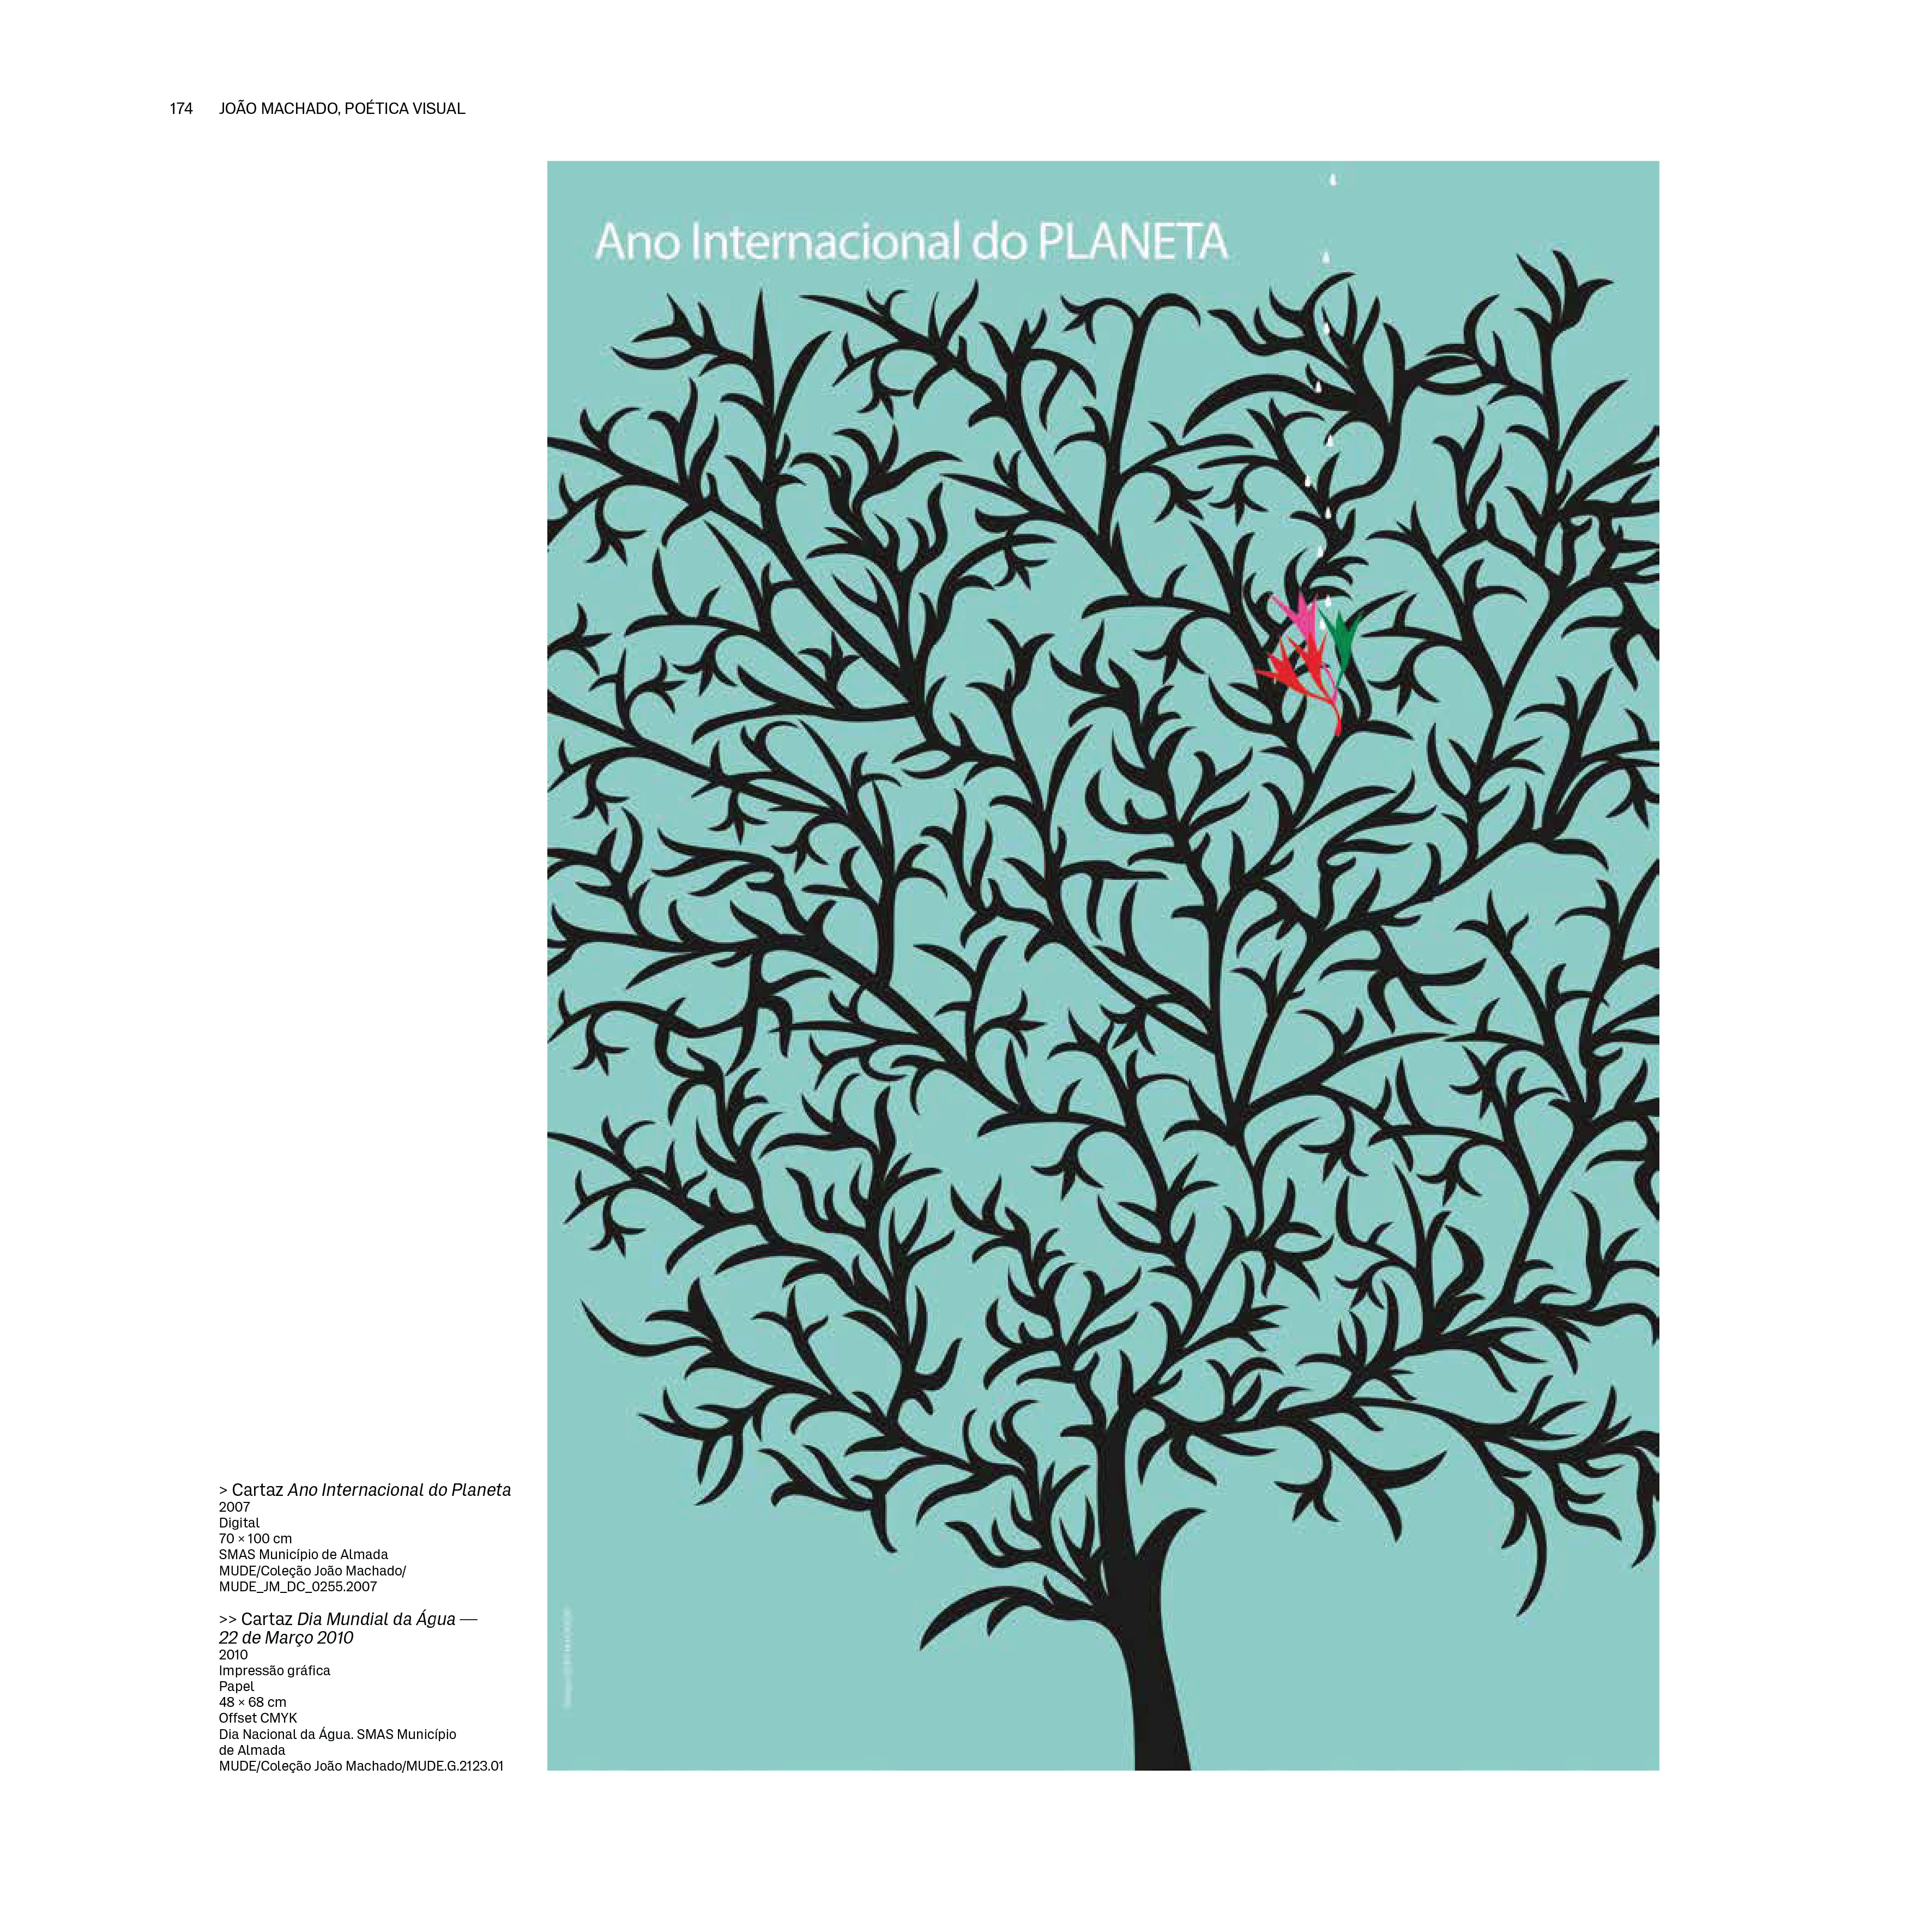 174 JOÃO MACHADO, POÉTICA VISUAL
Ano Internacional do PLANETA
> Cartaz Ano Internacional do Planeta
2007
Digital
70 × 100 cm
SMAS Município de Almada
MUDE/Coleção João Machado/
MUDE_JM_DC_0255.2007
>> Cartaz Dia Mundial da Água —
22 de Março 2010
2010
Impressão gráfica
Papel
48 × 68 cm
Offset CMYK
Dia Nacional da Água. SMAS Município
de Almada
MUDE/Coleção João Machado/MUDE.G.2123.01